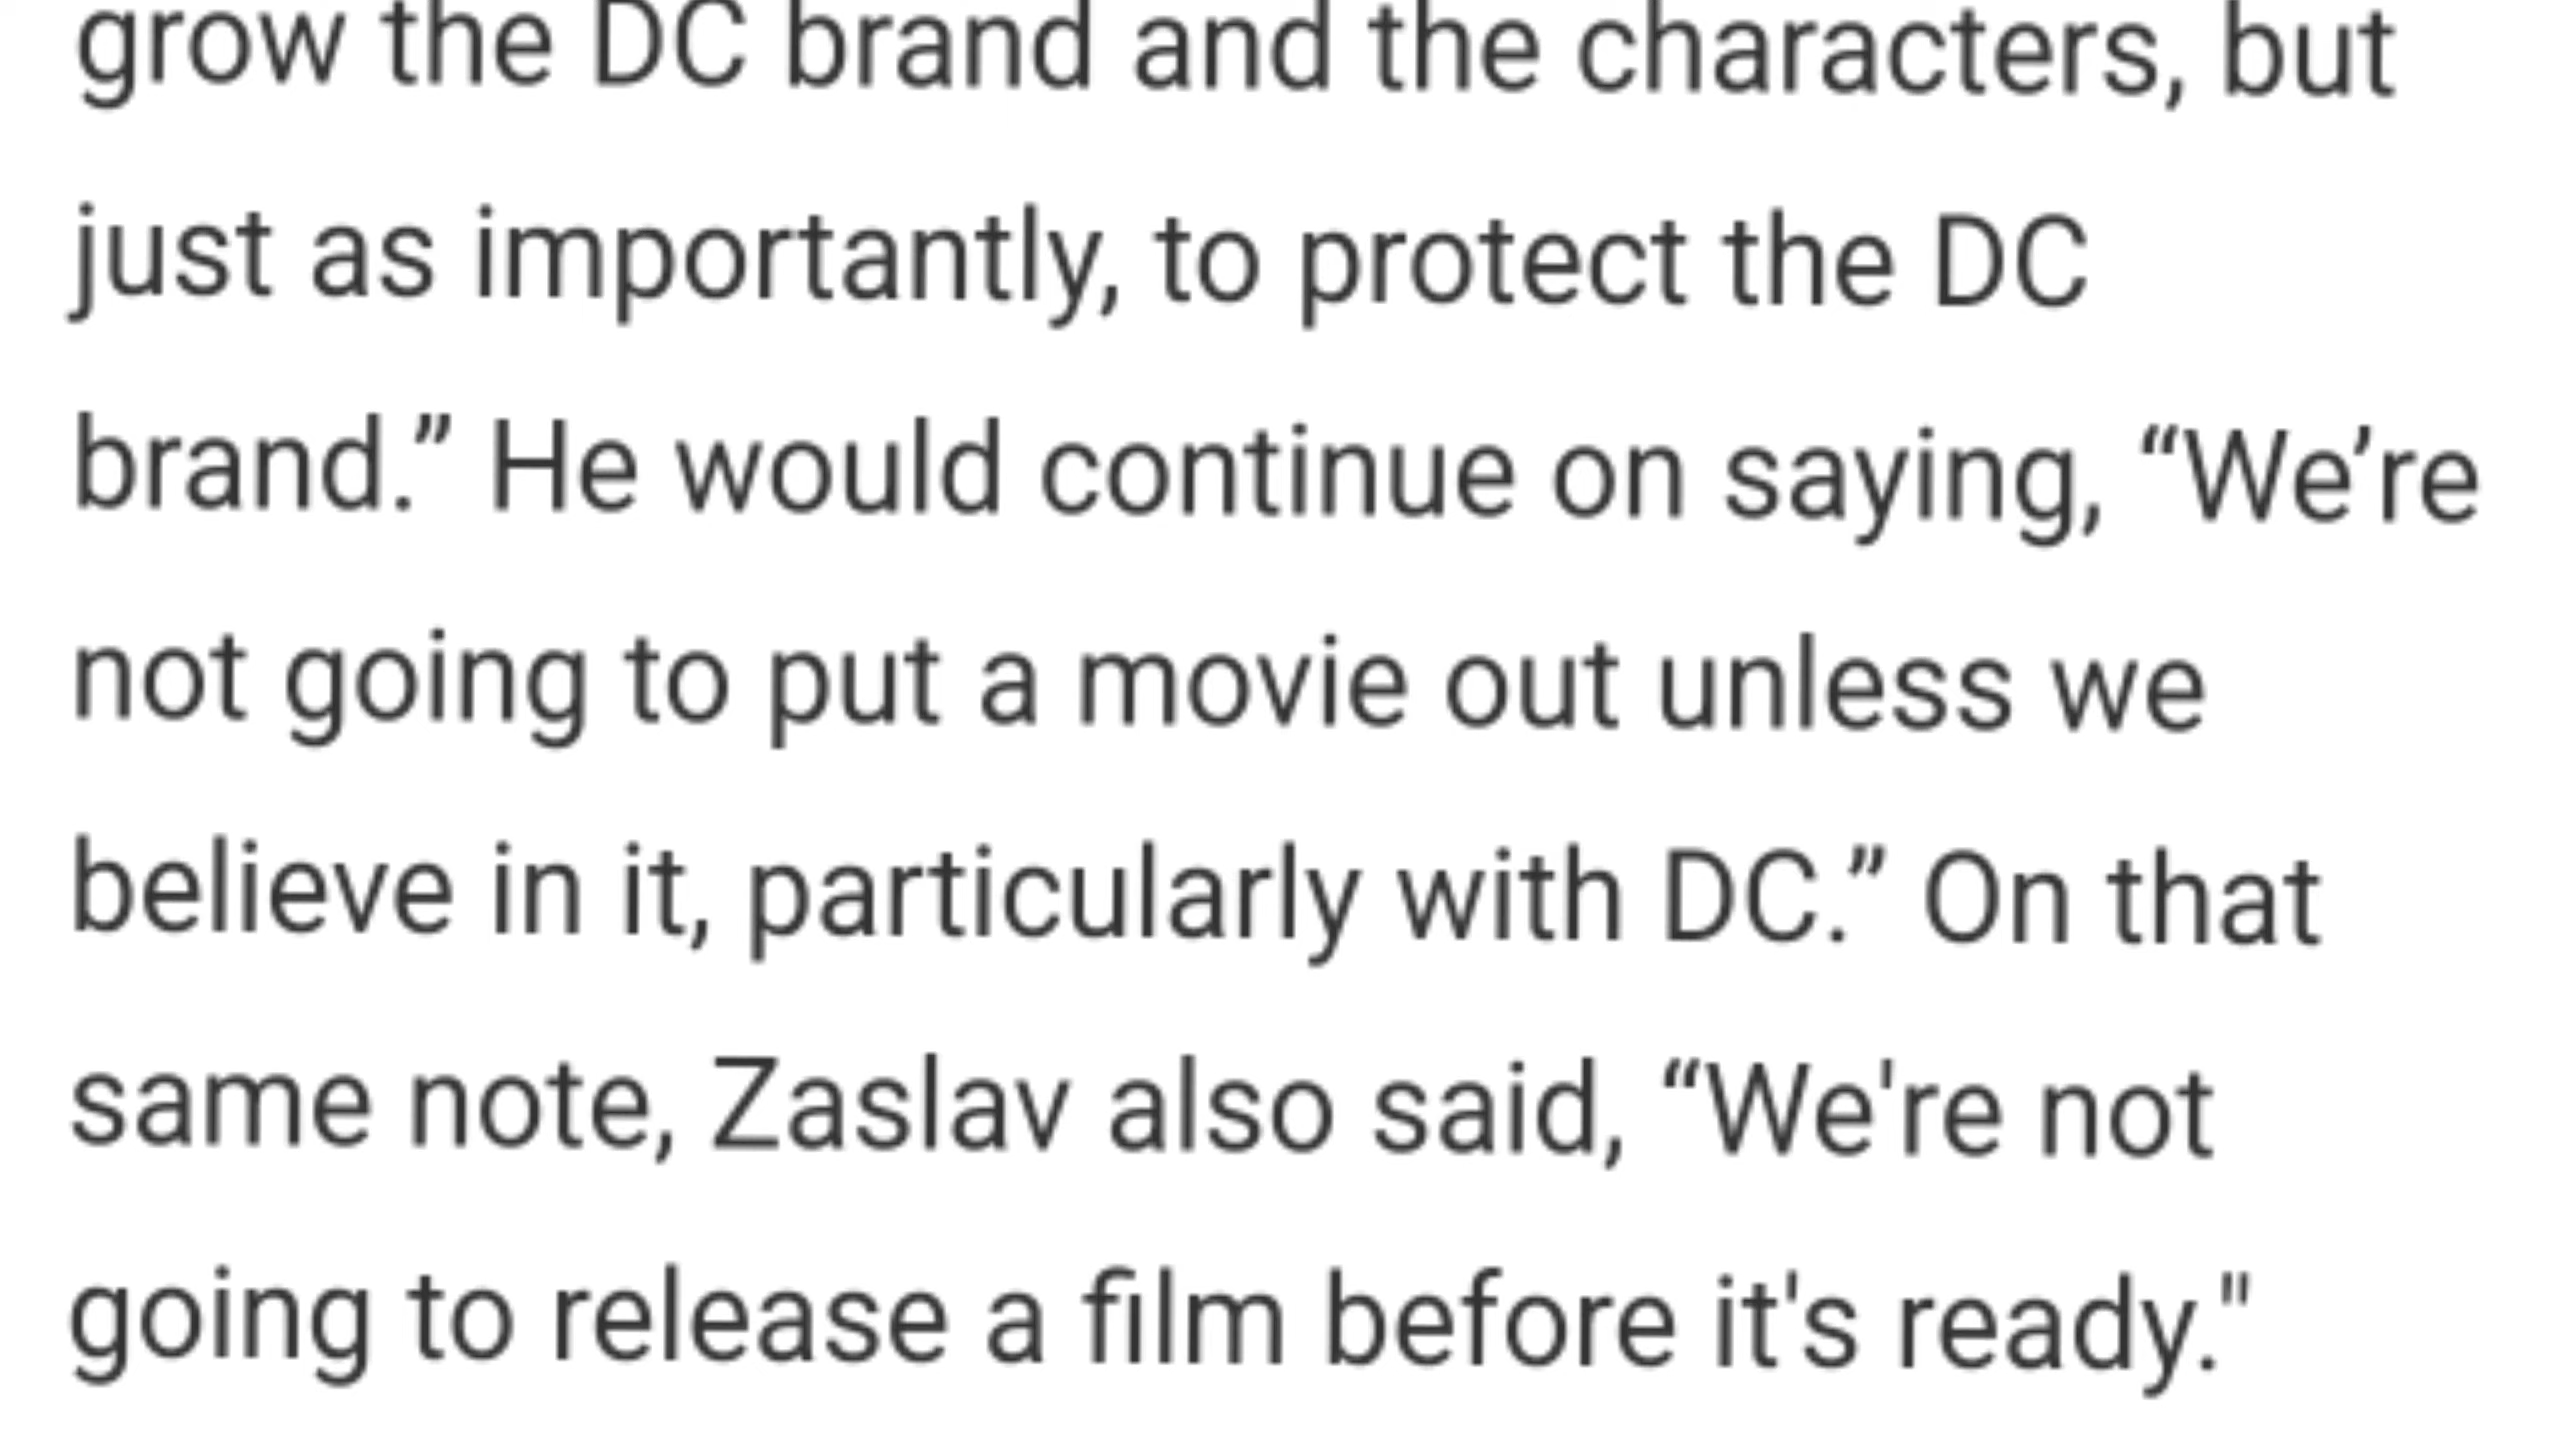 grow the DC brand and the characters, but
just as importantly, to protect the DC
brand.” He would continue on saying, “We’re
not going to put a movie out unless we
believe in it, particularly with DC.” On that
same note, Zaslav also said, “We're not
going to release a film before it's ready."